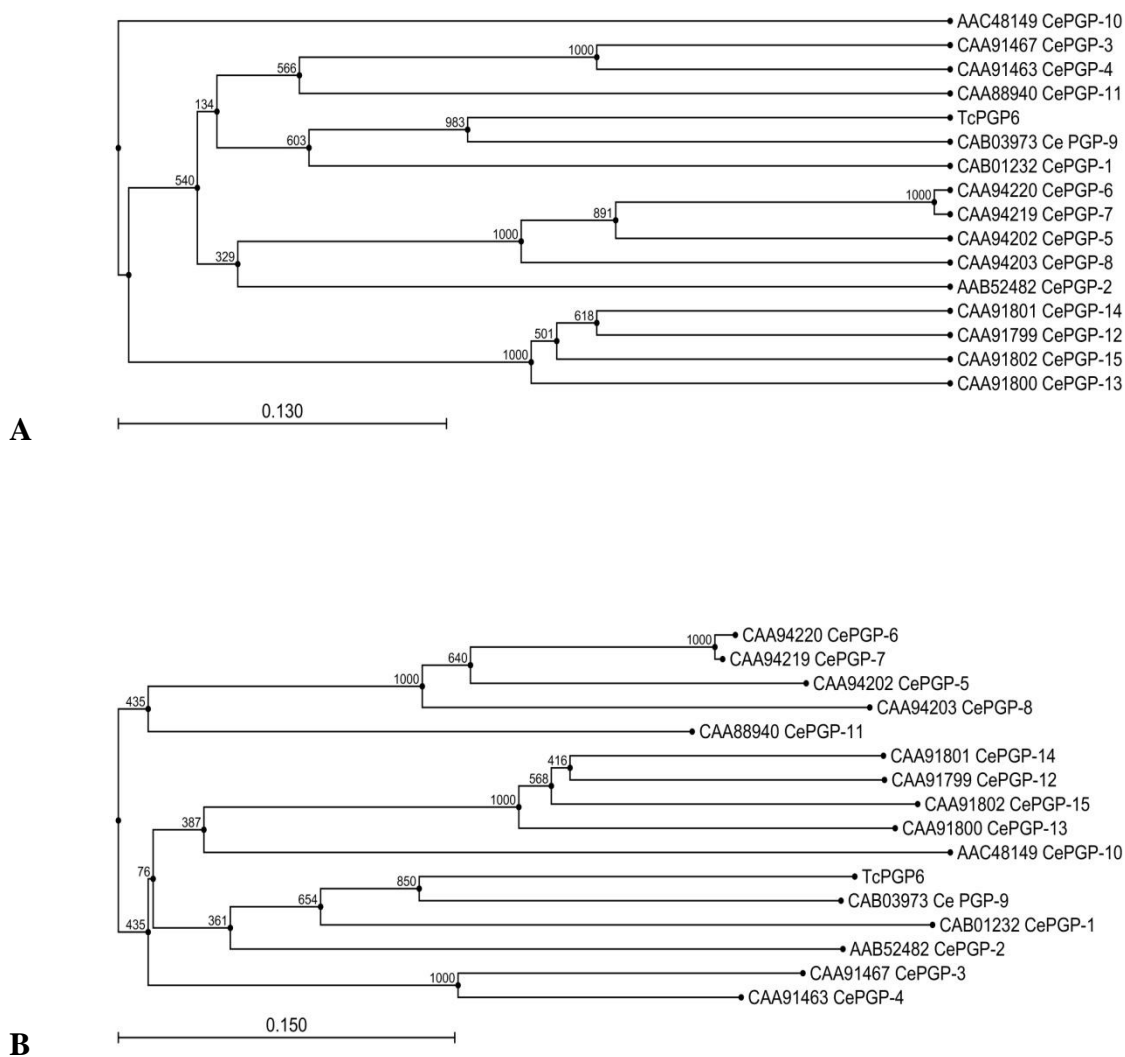 AAC48149 CePGP-10
CAA91467 CePGP-3
1000
CAA91463 CePGP-4
566
CAA88940 CePGP-11
134
TcPGP6
983
CAB03973 Ce PGP-9
603
CAB01232 CePGP-1
540
CAA94220 CePGP-6
1000
CAA94219 CePGP-7
891
CAA94202 CePGP-5
1000
CAA94203 CePGP-8
329
AAB52482 CePGP-2
CAA91801 CePGP-14
618
CAA91799 CePGP-12
501
CAA91802 CePGP-15
1000
CAA91800 CePGP-13
0.130
A
CAA94220 CePGP-6
1000
CAA94219 CePGP-7
640
CAA94202 CePGP-5
1000
CAA94203 CePGP-8
435
CAA88940 CePGP-11
CAA91801 CePGP-14
416
CAA91799 CePGP-12
568
CAA91802 CePGP-15
1000
CAA91800 CePGP-13
387
AAC48149 CePGP-10
76
TcPGP6
850
CAB03973 Ce PGP-9
654
CAB01232 CePGP-1
361
AAB52482 CePGP-2
435
CAA91467 CePGP-3
1000
CAA91463 CePGP-4
0.150
B